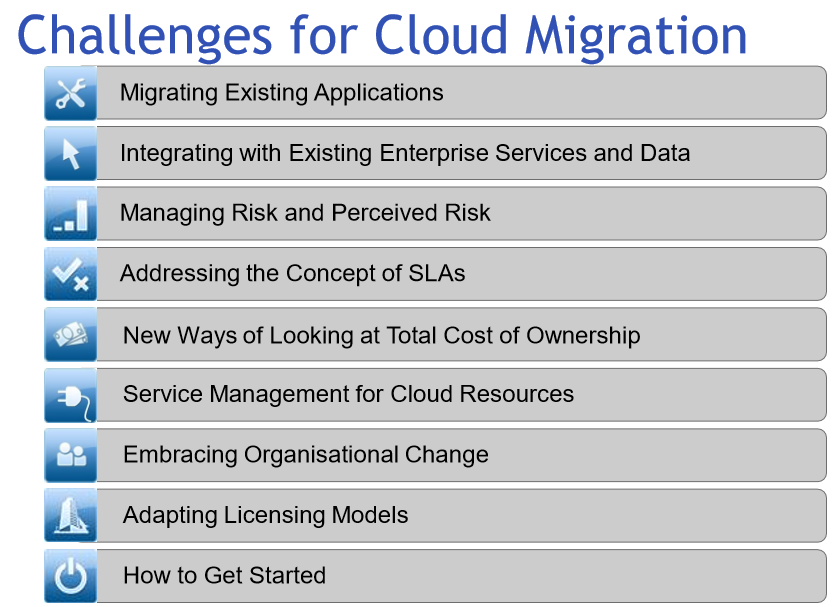 Challenges for Cloud Migration
Migrating Existing Applications
Integrating with Existing Enterprise Services and Data
Managing Risk and Perceived Risk
Addressing the Concept of SLAs
New Ways of Looking at Total Cost of Ownership
Service Management for Cloud Resources
Embracing Organisational Change
Adapting Licensing Models
How to Get Started